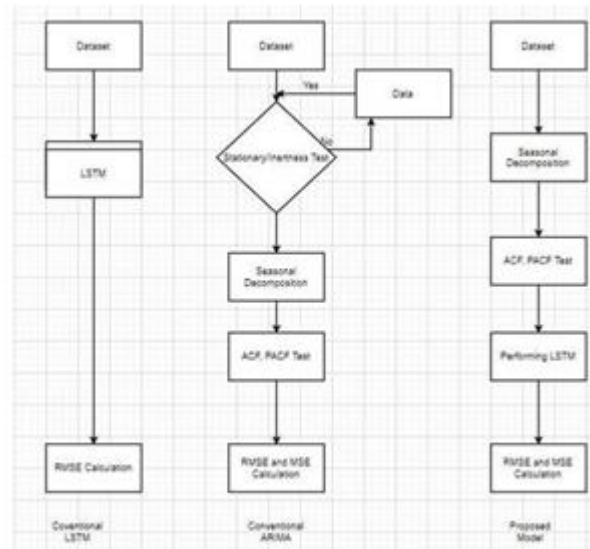 Dataset
LSTM
RMSE Calculation
Coventional
LSTM
Dataset
Yes
Data
No
Stationary/Inertness Test
Seasonal
Decomposition
ACF, PACF Test
RMSE and MSE
Calculation
Conventional
ARIMA
Dataset
Seasonal
Decomposition
ACF, PACF Test
Performing LSTM
RMSE and MSE
Calculation
Proposed
Model